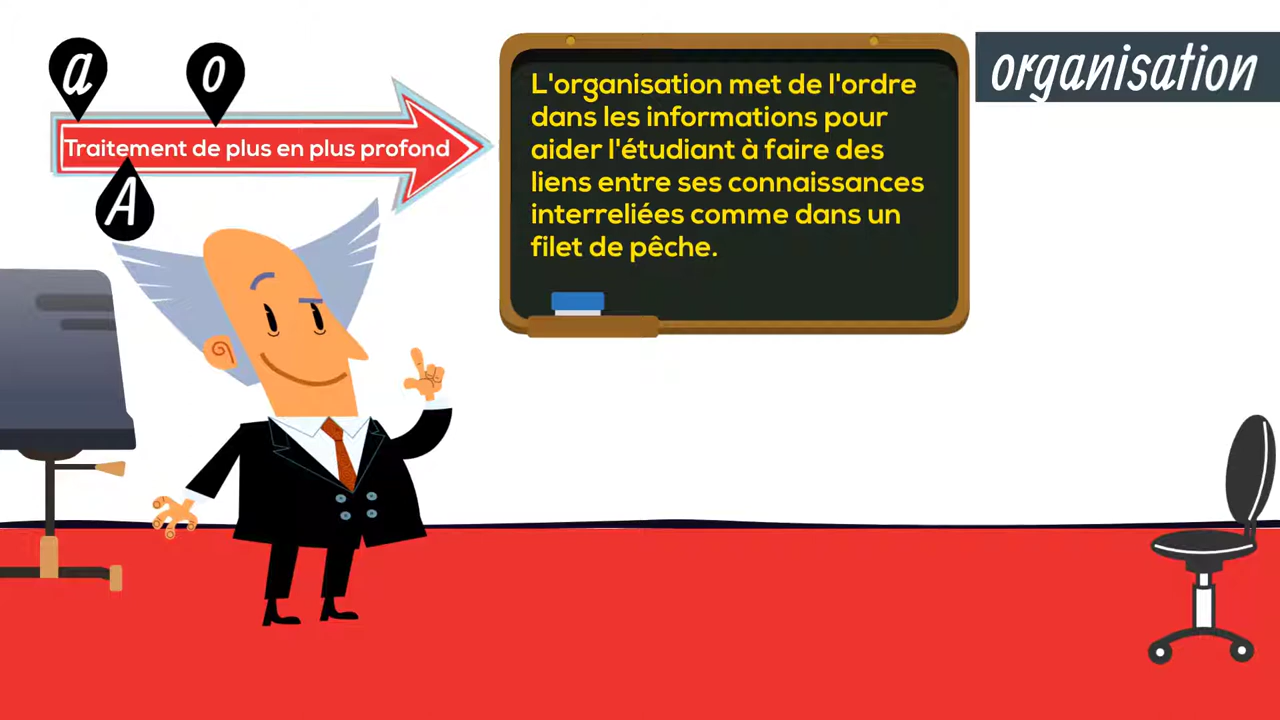 a
o
Traitement de plus en plus profond
A
L'organisation met de l'ordre
dans les informations pour
aider l'étudiant à faire des
liens entre ses connaissances
interreliées comme dans un
filet de pêche.
organisation